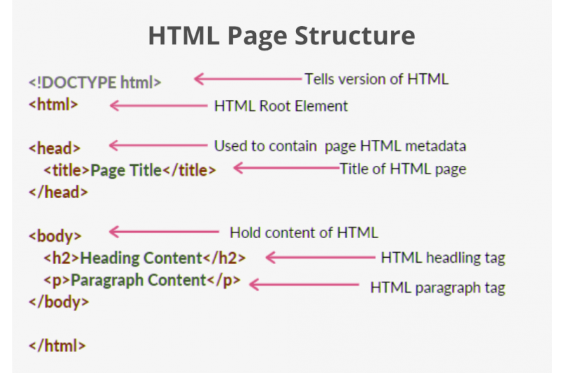 HTML Page Structure
<!DOCTYPE html> Tells version of HTML
<html> HTML Root Element
<head> Used to contain page HTML metadata
<title>Page Title</title> Title of HTML page
</head>
<body> Hold content of HTML
<h2>Heading Content</h2> HTML headling tag
<p>Paragraph Content</p> HTML paragraph tag
</body>
</html>